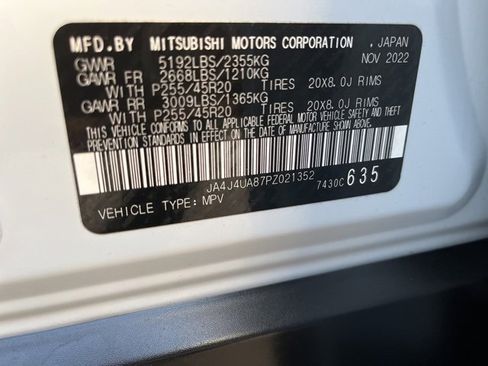 MFD.BY MITSUBISHI MOTORS CORPORATION . JAPAN
GVWR 5192LBS/2355KG NOV 2022
GAWR FR 2668LBS/1210KG
WITH P255/45R20 TIRES 20X8.0J RIMS
GAWR RR 3009LBS/1365KG
WITH P255/45R20 TIRES 20X8.0J RIMS
THIS VEHICLE CONFORMS TO ALL APPLICABLE FEDERAL MOTOR VEHICLE SAFETY AND THEFT
PREVENTION STANDARDS IN EFFECT ON THE DATE OF MANUFACTURE SHOWN ABOVE.
JA4J4UA87PZ021352 7430C 635
VEHICLE TYPE: MPV